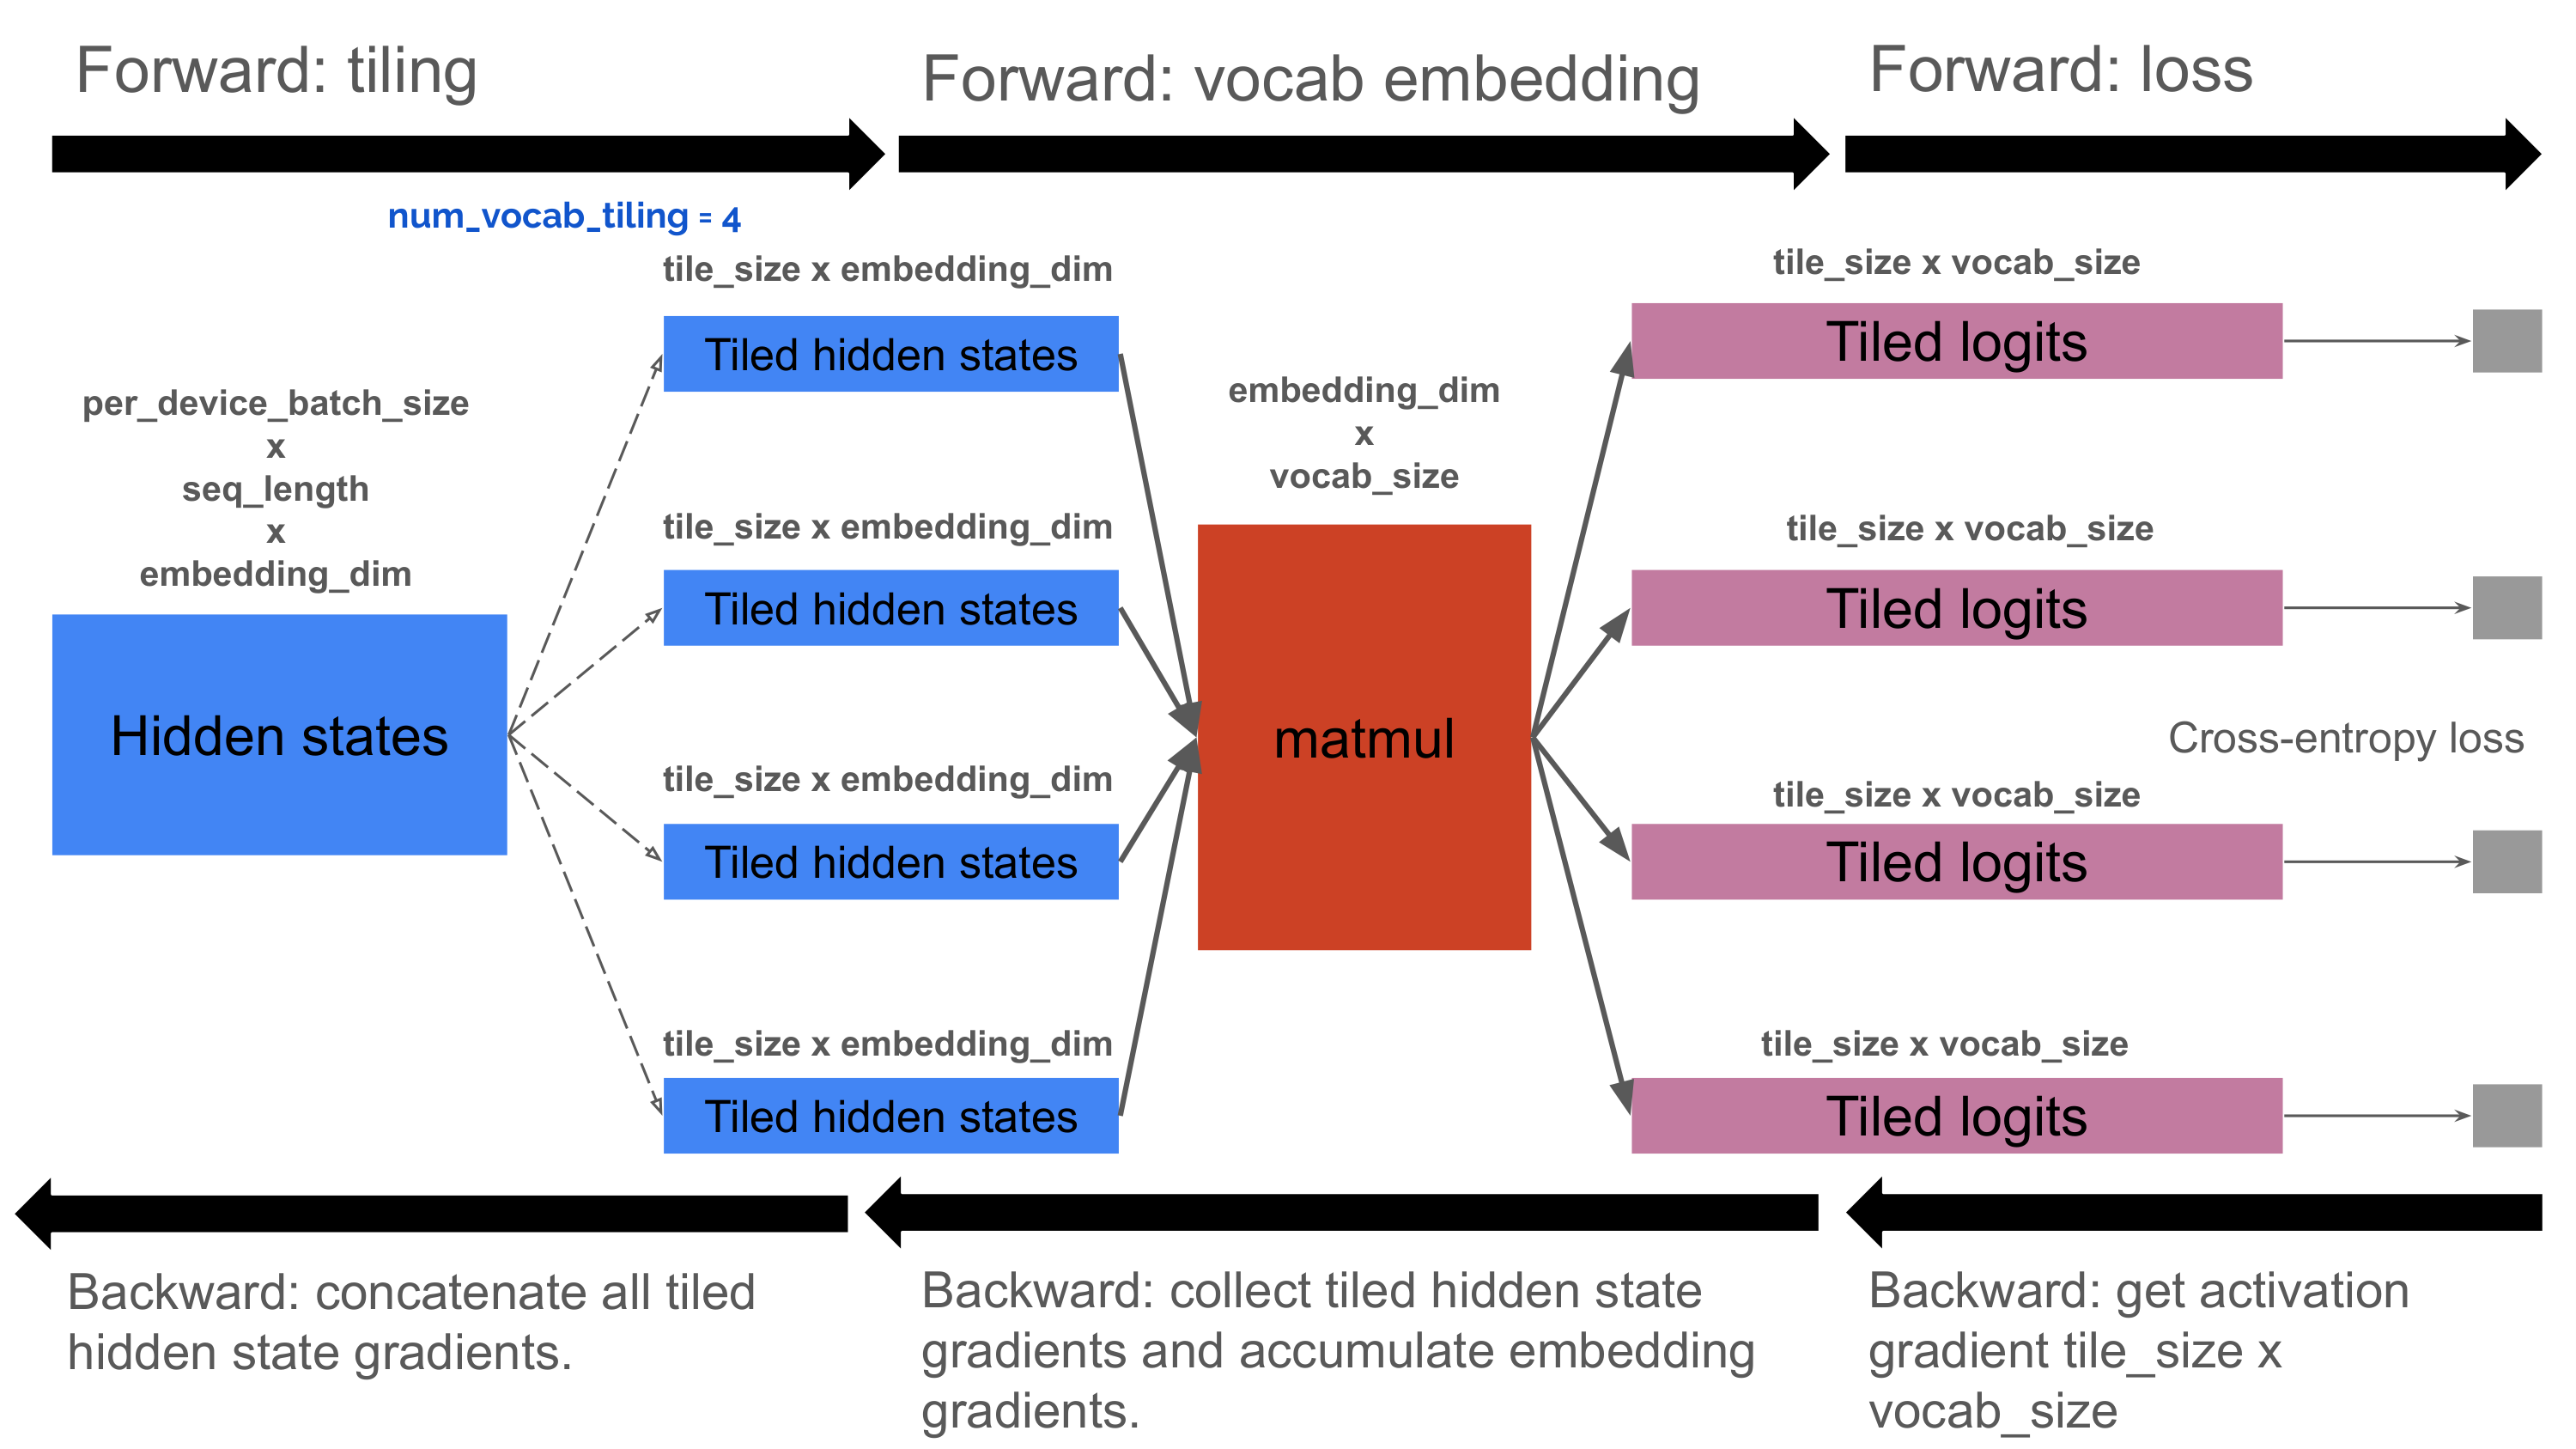 Forward: tiling
Forward: vocab embedding
Forward: loss
num_vocab_tiling = 4
per_device_batch_size
x
seq_length
x
embedding_dim
Hidden states
tile_size x embedding_dim
Tiled hidden states
tile_size x embedding_dim
Tiled hidden states
tile_size x embedding_dim
Tiled hidden states
tile_size x embedding_dim
Tiled hidden states
embedding_dim
x
vocab_size
matmul
tile_size x vocab_size
Tiled logits
tile_size x vocab_size
Tiled logits
Cross-entropy loss
tile_size x vocab_size
Tiled logits
tile_size x vocab_size
Tiled logits
Backward: concatenate all tiled
hidden state gradients.
Backward: collect tiled hidden state
gradients and accumulate embedding
gradients.
Backward: get activation
gradient tile_size x
vocab_size